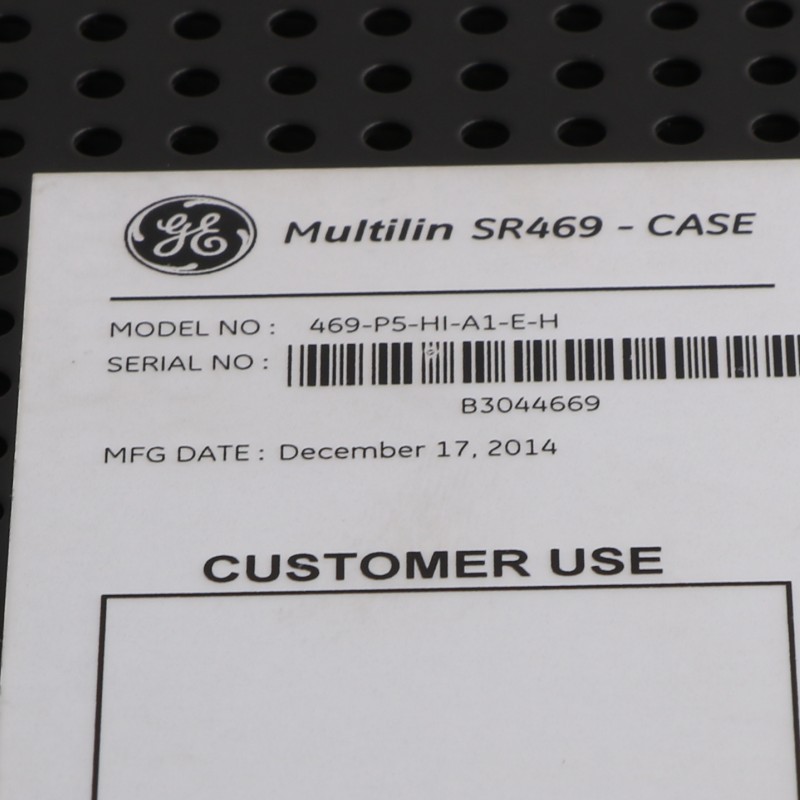 GE Multilin SR469 - CASE
MODEL NO : 469-P5-HI-A1-E-H
SERIAL NO :
B3044669
MFG DATE : December 17, 2014
CUSTOMER USE